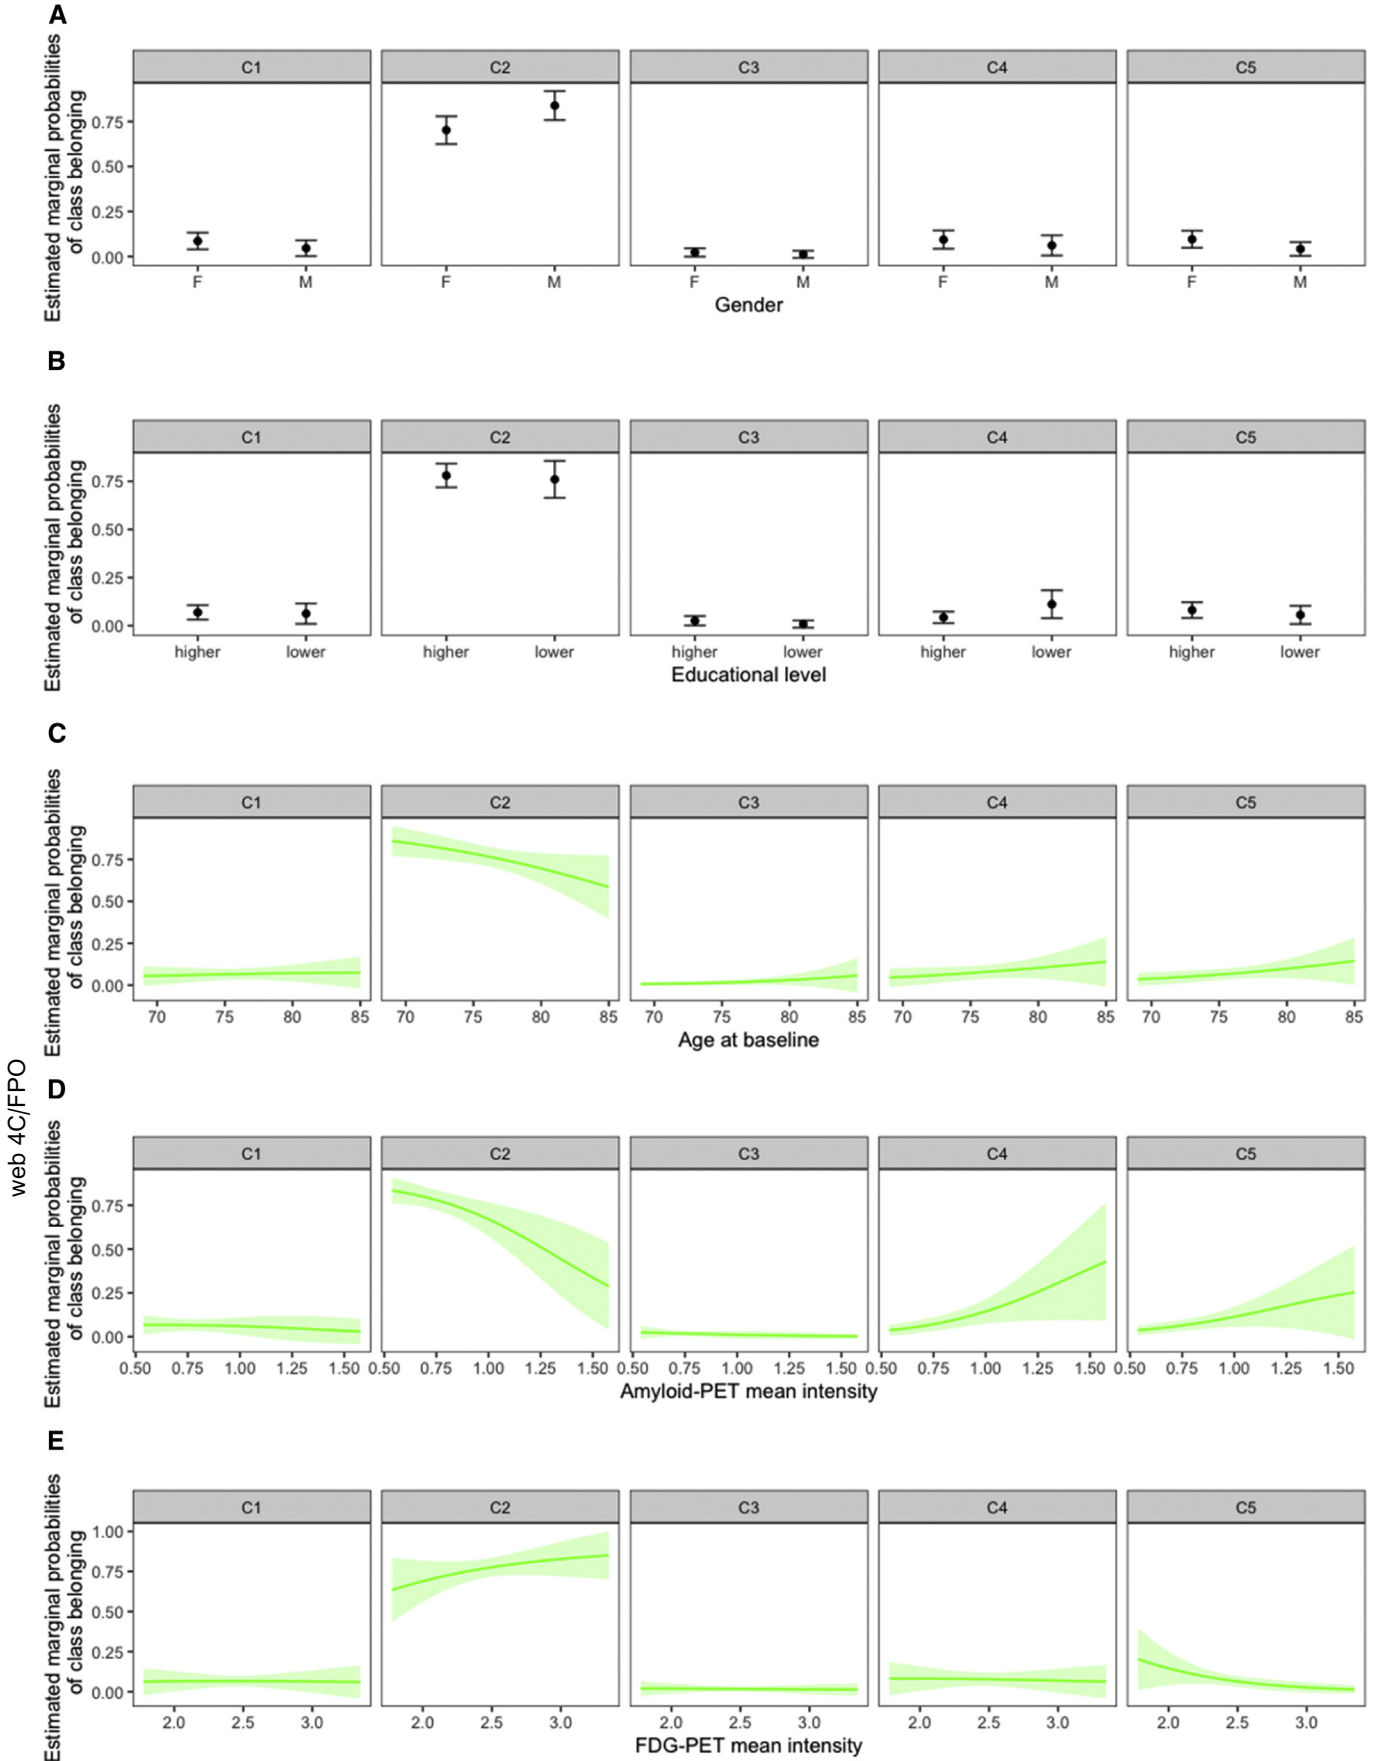 A
C1 C2 C3 C4 C5
Estimated marginal probabilities
of class belonging
0.75
0.50
0.25
0.00
F M F M F M F M F M
Gender
B
C1 C2 C3 C4 C5
Estimated marginal probabilities
of class belonging
0.75
0.50
0.25
0.00
higher lower higher lower higher lower higher lower higher lower
Educational level
C
C1 C2 C3 C4 C5
Estimated marginal probabilities
of class belonging
0.75
0.50
0.25
0.00
70 75 80 85 70 75 80 85 70 75 80 85 70 75 80 85 70 75 80 85
Age at baseline
web 4C/FPO
D
C1 C2 C3 C4 C5
Estimated marginal probabilities
of class belonging
0.75
0.50
0.25
0.00
0.50 0.75 1.00 1.25 1.50 0.50 0.75 1.00 1.25 1.50 0.50 0.75 1.00 1.25 1.50 0.50 0.75 1.00 1.25 1.50 0.50 0.75 1.00 1.25 1.50
Amyloid-PET mean intensity
E
C1 C2 C3 C4 C5
Estimated marginal probabilities
of class belonging
1.00
0.75
0.50
0.25
0.00
2.0 2.5 3.0 2.0 2.5 3.0 2.0 2.5 3.0 2.0 2.5 3.0 2.0 2.5 3.0
FDG-PET mean intensity